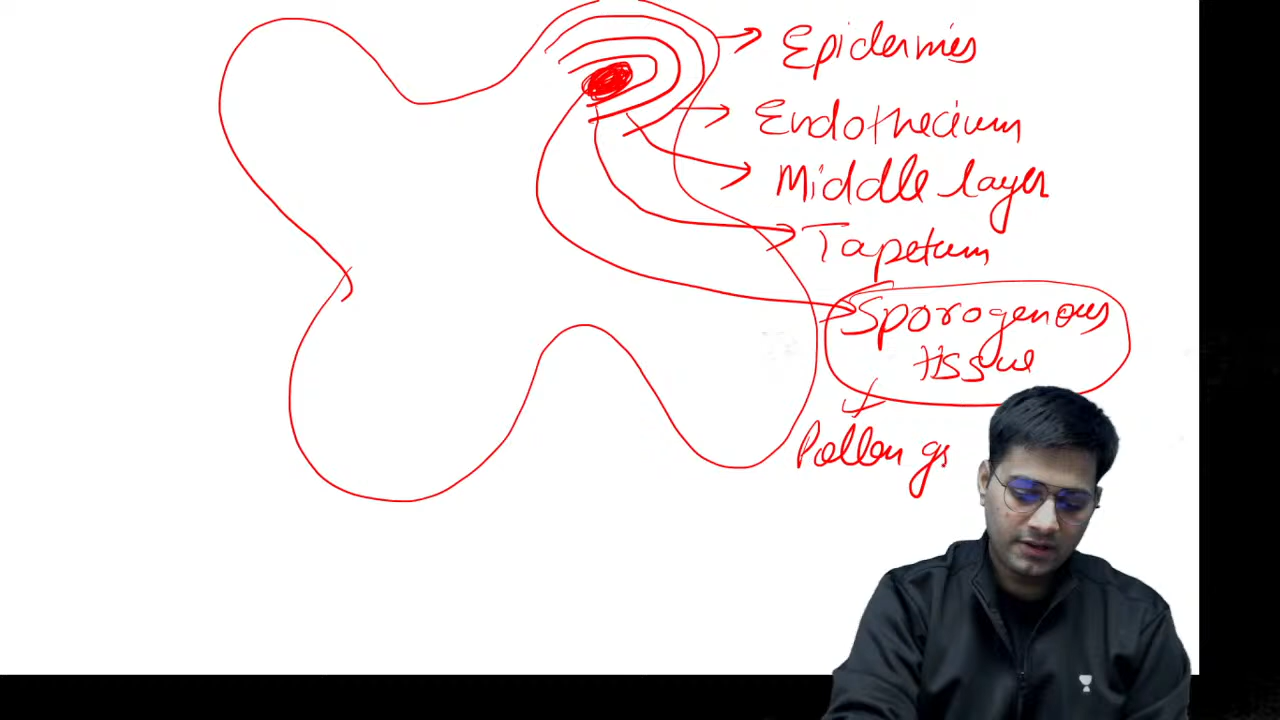 Epidermis
Endothecium
Middle layer
Tapetum
Sporogenous
tissue
Pollen gs